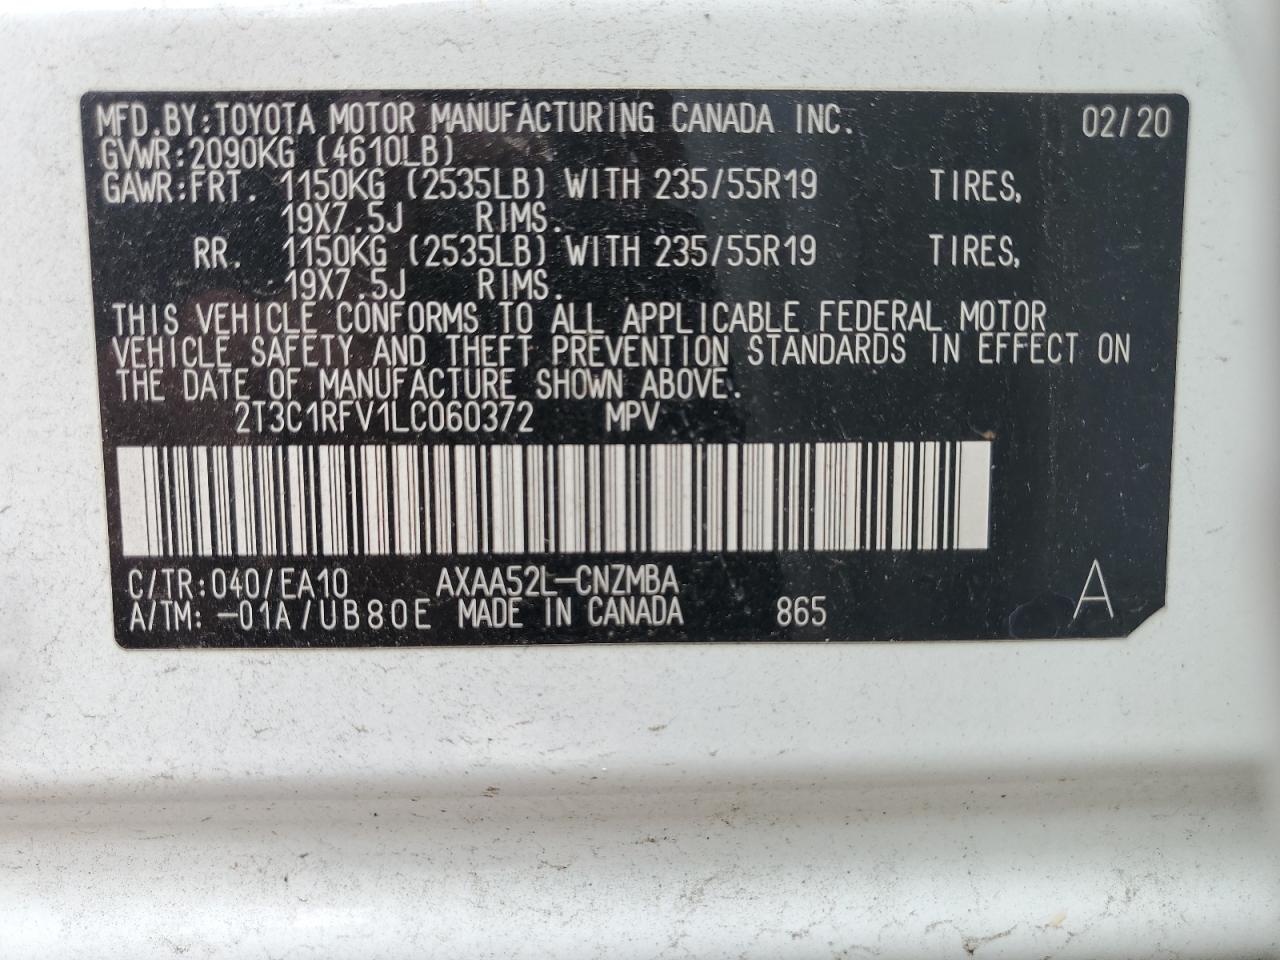 MFD.BY:TOYOTA MOTOR MANUFACTURING CANADA INC. 02/20
GVWR:2090KG (4610LB)
GAWR:FRT. 1150KG (2535LB) WITH 235/55R19 TIRES,
19X7.5J RIMS.
RR. 1150KG (2535LB) WITH 235/55R19 TIRES,
19X7.5J RIMS.
THIS VEHICLE CONFORMS TO ALL APPLICABLE FEDERAL MOTOR
VEHICLE SAFETY AND THEFT PREVENTION STANDARDS IN EFFECT ON
THE DATE OF MANUFACTURE SHOWN ABOVE.
2T3C1RFV1LC060372 MPV
C/TR:040/EA10 AXAA52L-CNZMBA
A/TM:-01A/UB80E MADE IN CANADA 865 A